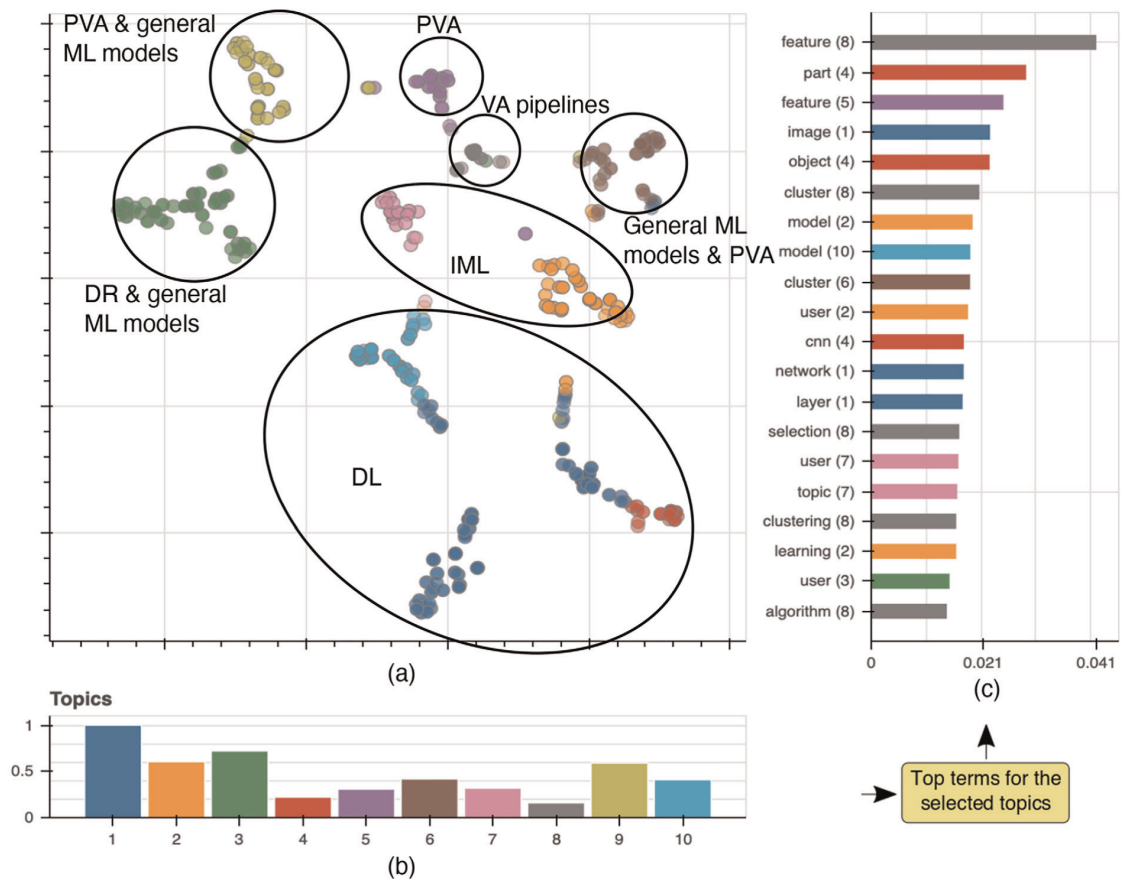 PVA & general
ML models
PVA
VA pipelines
General ML
models & PVA
IML
DR & general
ML models
DL
(a)
feature (8)
part (4)
feature (5)
image (1)
object (4)
cluster (8)
model (2)
model (10)
cluster (6)
user (2)
cnn (4)
network (1)
layer (1)
selection (8)
user (7)
topic (7)
clustering (8)
learning (2)
user (3)
algorithm (8)
0 0.021 0.041
(c)
Topics
1
0.5
0
1 2 3 4 5 6 7 8 9 10
(b)
Top terms for the
selected topics